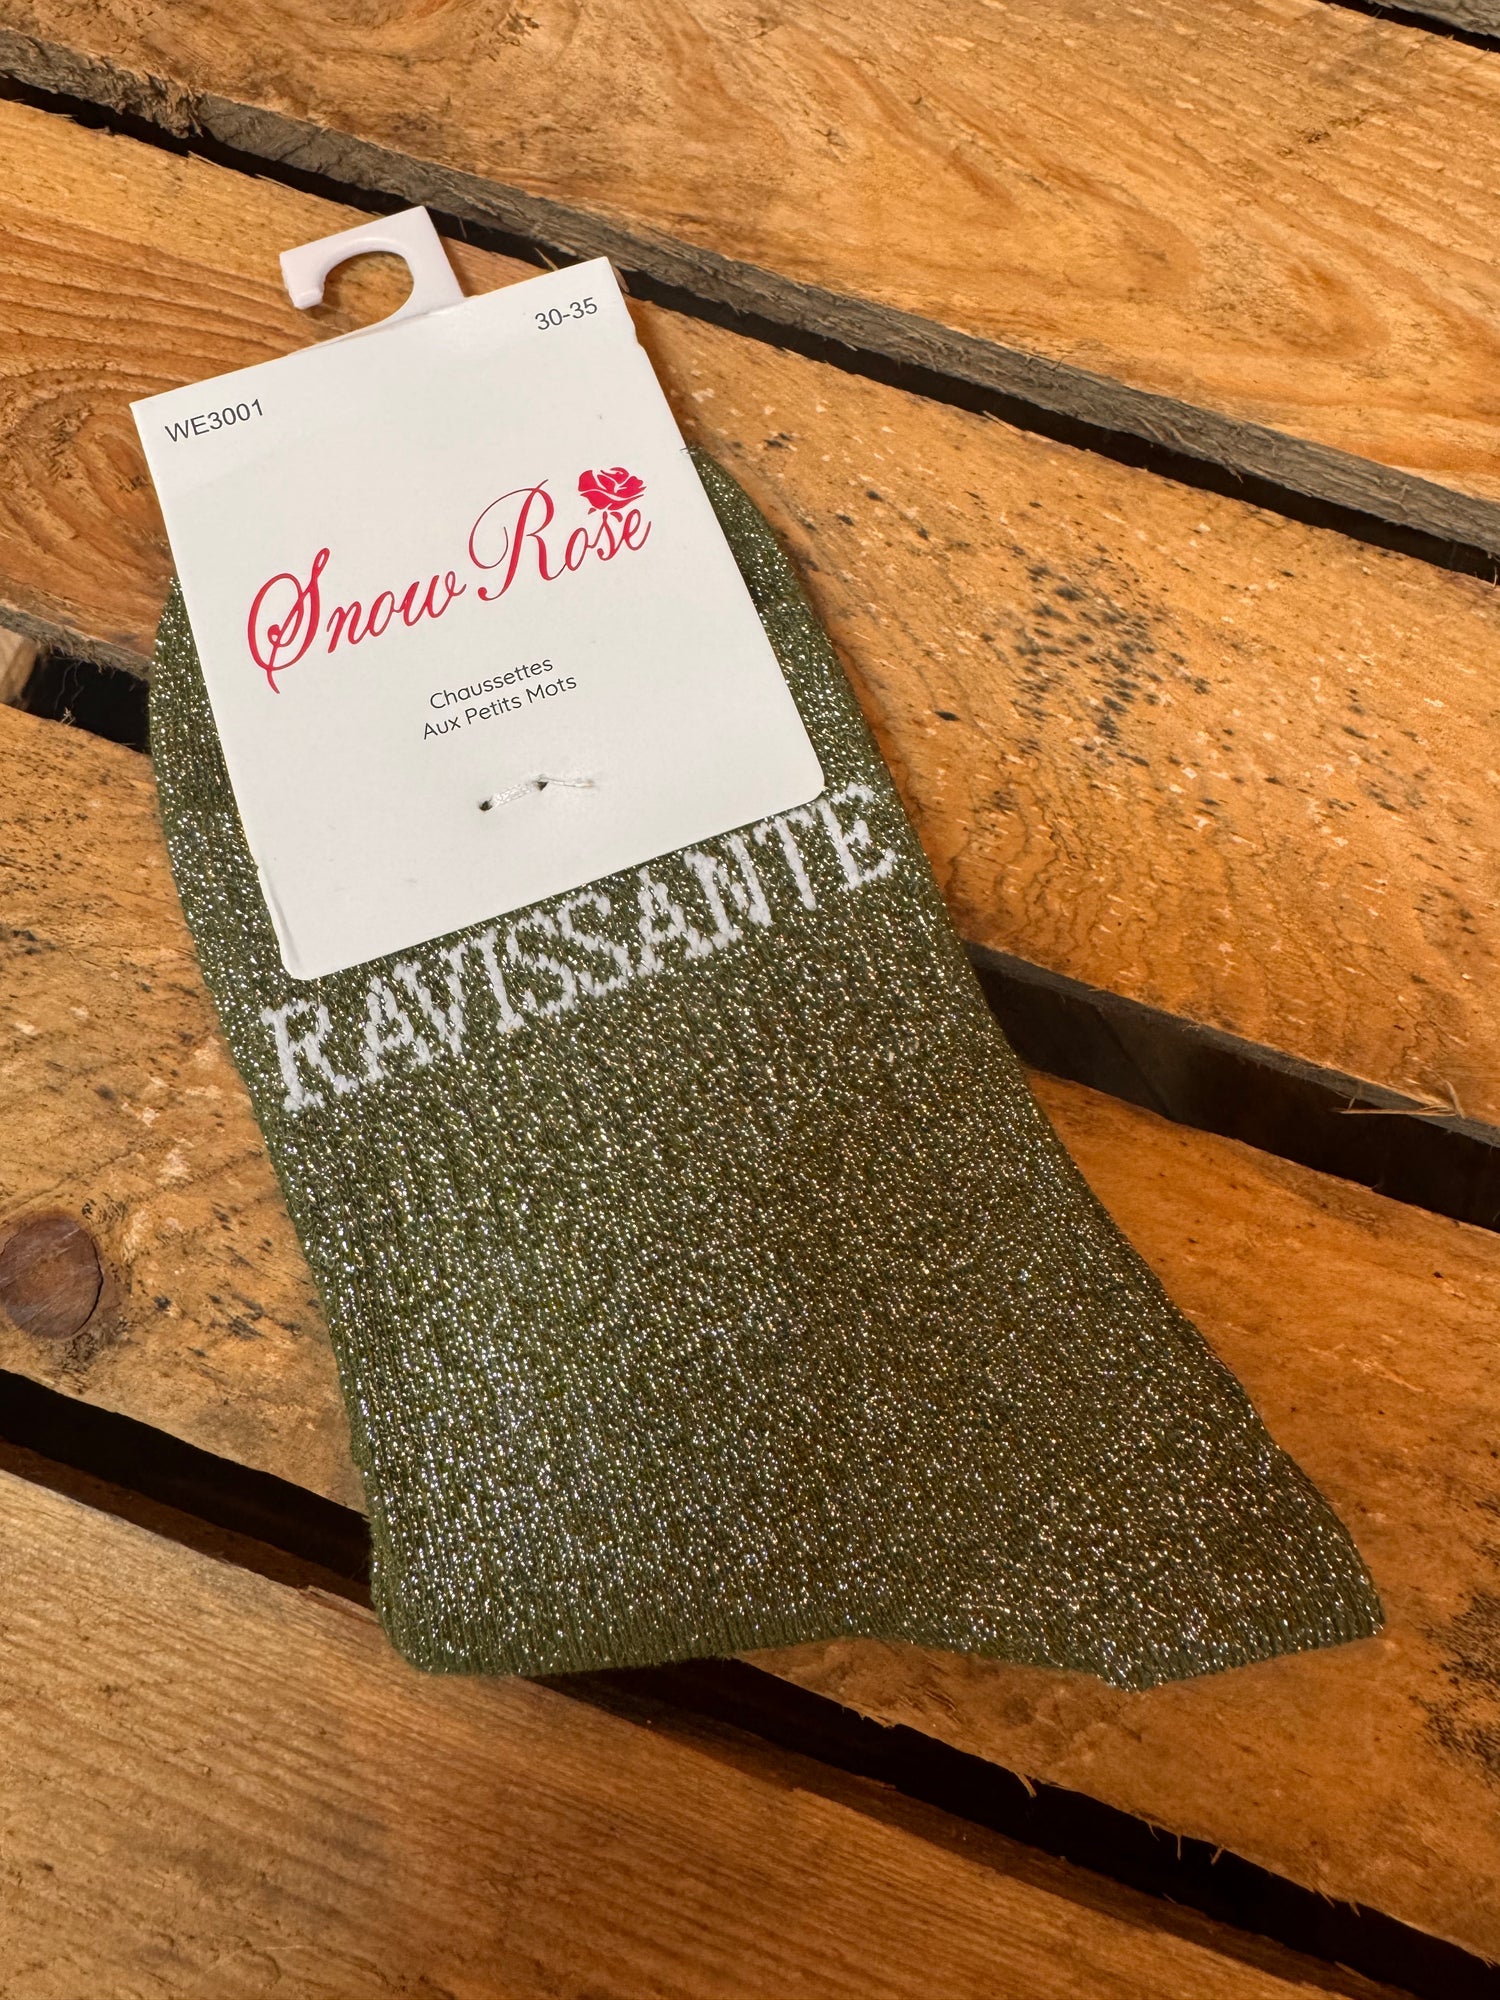 30-35
WE3001
Snow Rose
Chaussettes
Aux Petits Mots
RAVISSANTE